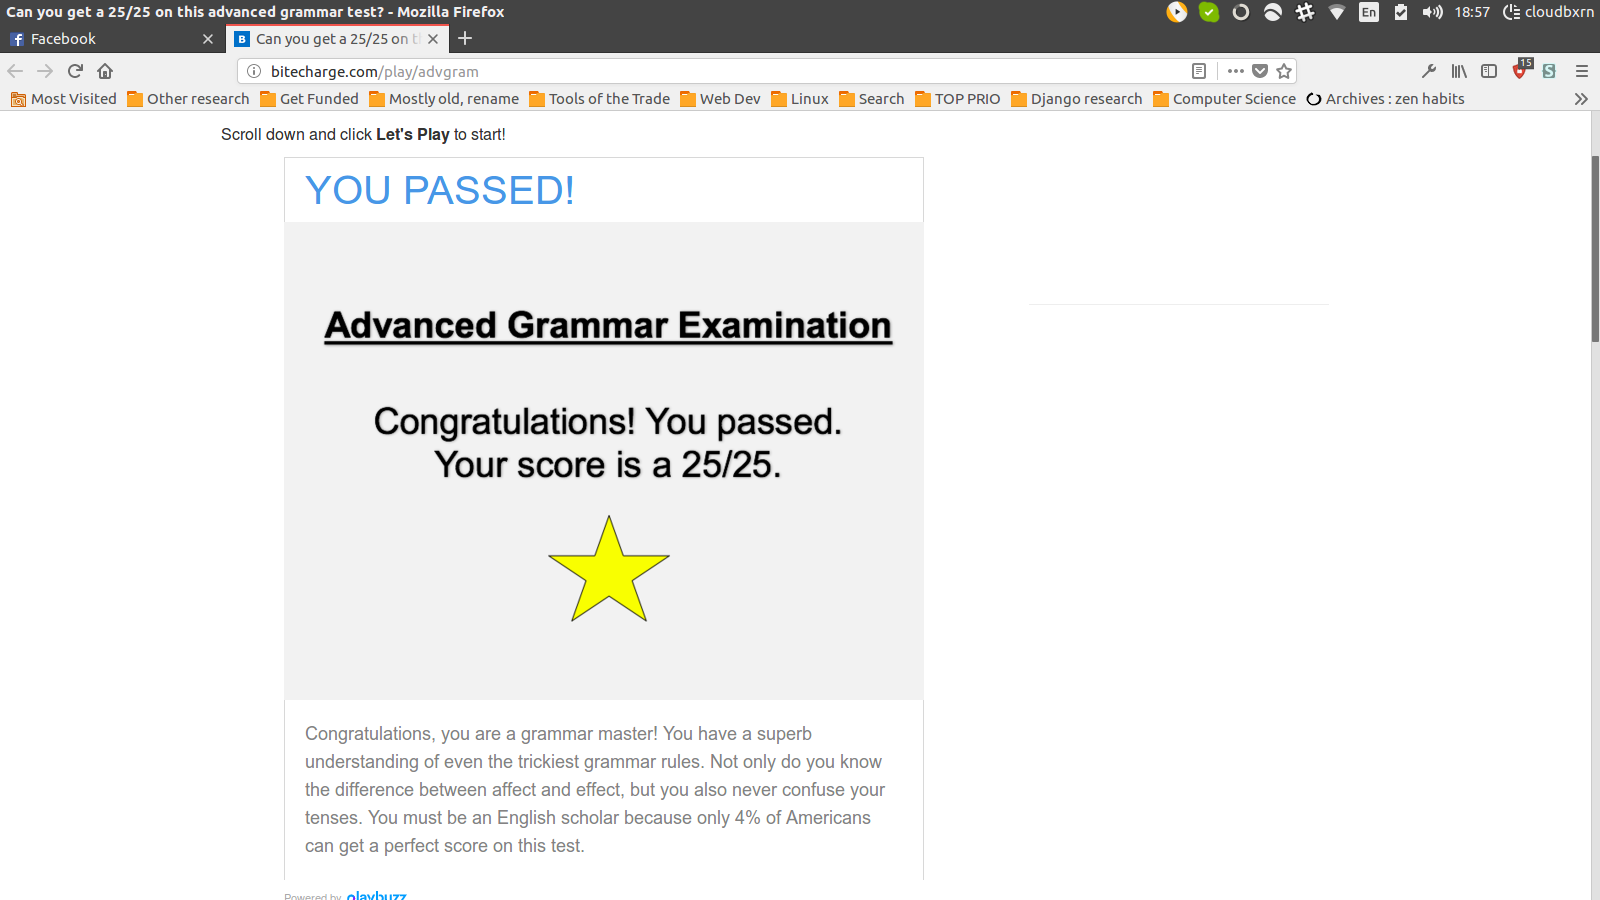 Can you get a 25/25 on this advanced grammar test? - Mozilla Firefox
En
18:57
cloudbxrn
Facebook
Can you get a 25/25 on t
bitecharge.com/play/advgram
15
Most Visited
Other research
Get Funded
Mostly old, rename
Tools of the Trade
Web Dev
Linux
Search
TOP PRIO
Django research
Computer Science
Archives : zen habits
Scroll down and click Let's Play to start!
YOU PASSED!
Advanced Grammar Examination
Congratulations! You passed.
Your score is a 25/25.
Congratulations, you are a grammar master! You have a superb
understanding of even the trickiest grammar rules. Not only do you know
the difference between affect and effect, but you also never confuse your
tenses. You must be an English scholar because only 4% of Americans
can get a perfect score on this test.
Powered by playbuzz